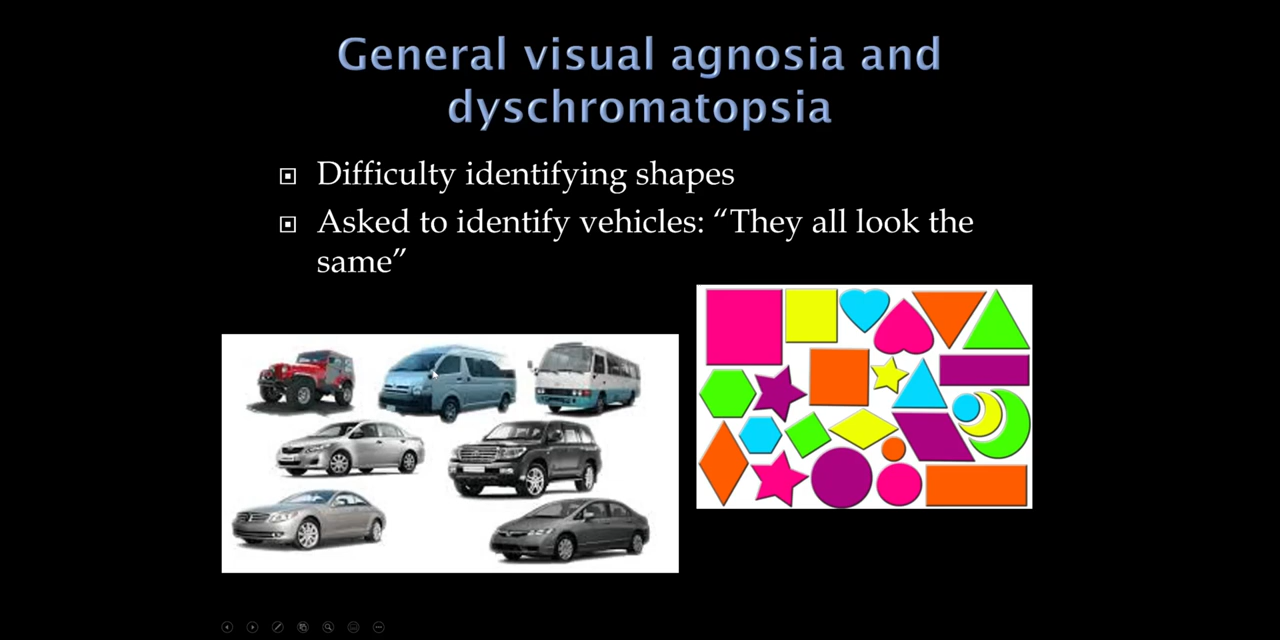 General visual agnosia and
dyschromatopsia
Difficulty identifying shapes
Asked to identify vehicles: “They all look the
same”